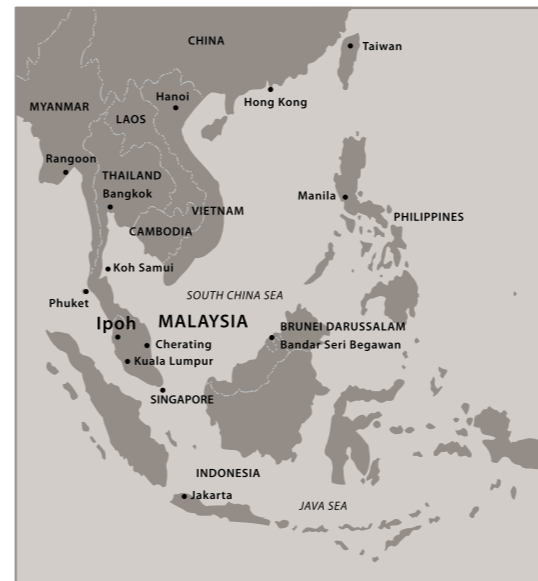 CHINA
Taiwan
Hanoi
Hong Kong
MYANMAR
LAOS
Rangoon
THAILAND
Bangkok
Manila
VIETNAM
PHILIPPINES
CAMBODIA
Koh Samui
Phuket
SOUTH CHINA SEA
Ipoh
MALAYSIA
BRUNEI DARUSSALAM
Cherating
Bandar Seri Begawan
Kuala Lumpur
SINGAPORE
INDONESIA
Jakarta
JAVA SEA